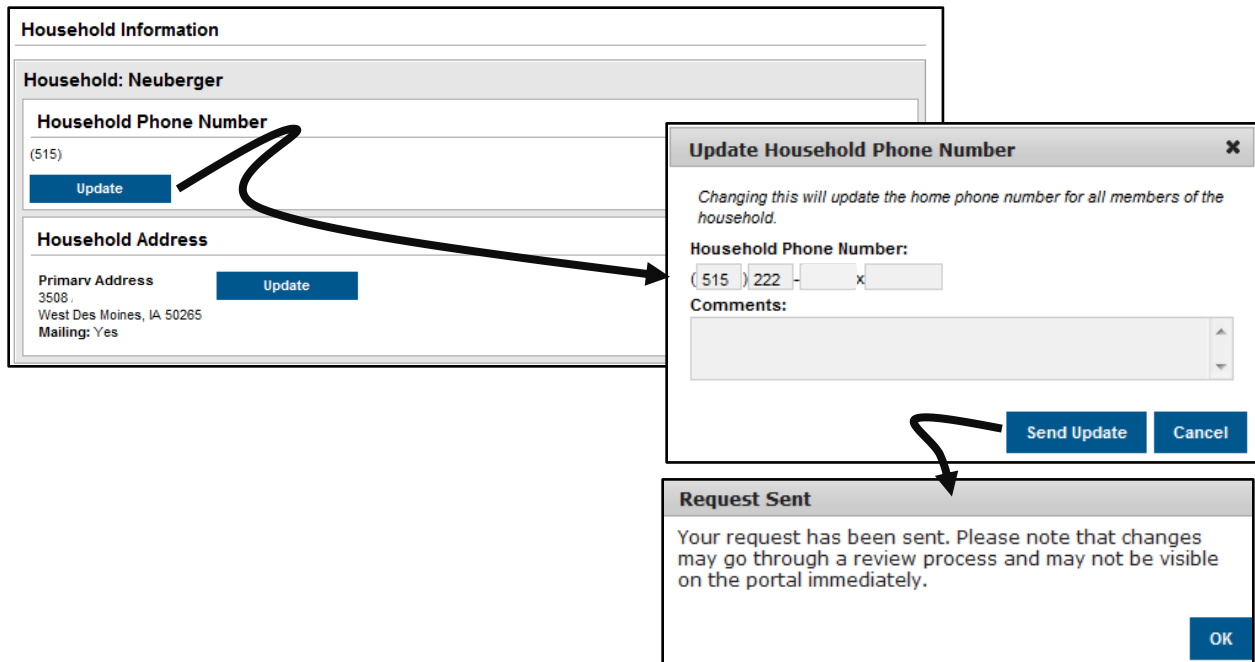 Household Information
Household: Neuberger
Household Phone Number
(515)
Update
Household Address
Primary Address
3508
Update
West Des Moines, IA 50265
Mailing: Yes
Update Household Phone Number ✖
Changing this will update the home phone number for all members of the
household.
Household Phone Number:
( 515 ) 222 - x
Comments:
Send Update
Cancel
Request Sent
Your request has been sent. Please note that changes
may go through a review process and may not be visible
on the portal immediately.
OK